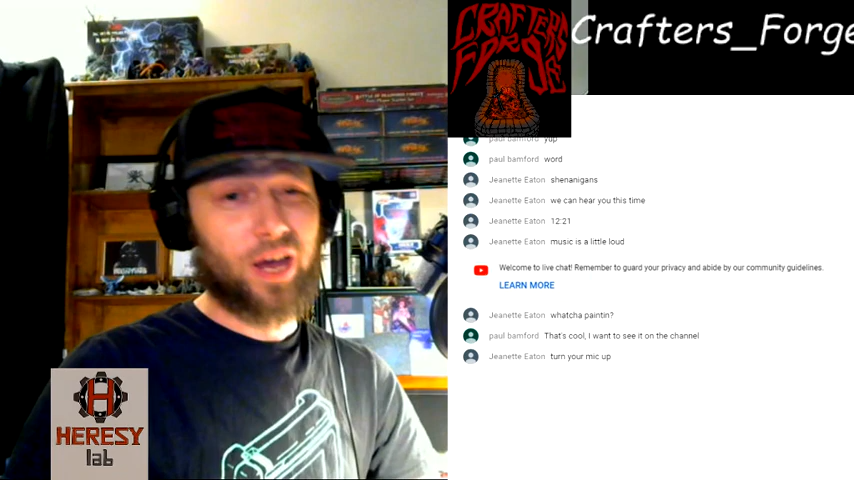 CRAFTERS
FORGE
Crafters_Forge
paul bamford yup
paul bamford word
Jeanette Eaton shenanigans
Jeanette Eaton we can hear you this time
Jeanette Eaton 12:21
Jeanette Eaton music is a little loud
Welcome to live chat! Remember to guard your privacy and abide by our community guidelines.
LEARN MORE
Jeanette Eaton whatcha paintin?
paul bamford That's cool, I want to see it on the channel
Jeanette Eaton turn your mic up
H
HERESY
lab